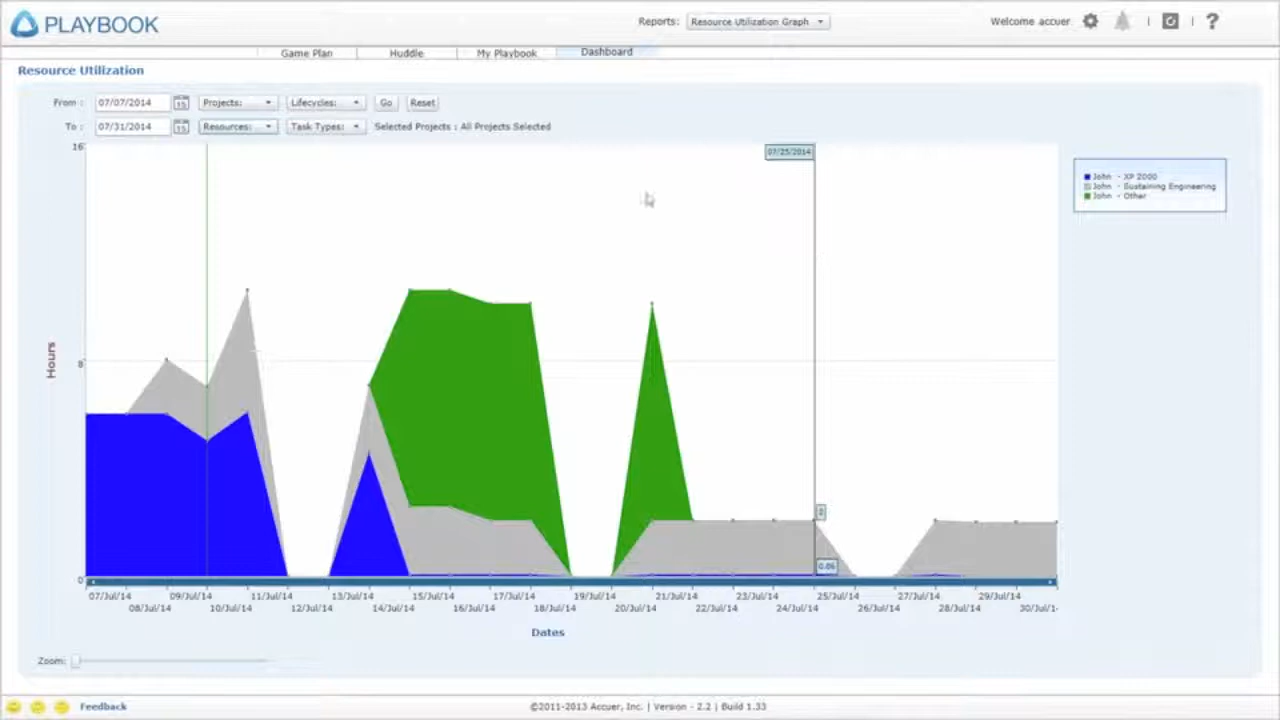 PLAYBOOK
Reports: Resource Utilization Graph
Welcome accuer | | ?
Game Plan Huddle My Playbook Dashboard
Resource Utilization
From : 07/07/2014 15 Projects: Lifecycles: Go Reset
To : 07/31/2014 15 Resources: Task Types: Selected Projects : All Projects Selected
16
07/25/2014
John - XP 2000
John - Sustaining Engineering
John - Other
Hours
8
0
0.06
0
07/Jul/14 09/Jul/14 11/Jul/14 13/Jul/14 15/Jul/14 17/Jul/14 19/Jul/14 21/Jul/14 23/Jul/14 25/Jul/14 27/Jul/14 29/Jul/14
08/Jul/14 10/Jul/14 12/Jul/14 14/Jul/14 16/Jul/14 18/Jul/14 20/Jul/14 22/Jul/14 24/Jul/14 26/Jul/14 28/Jul/14 30/Jul/1-
Dates
Zoom:
Feedback
©2011-2013 Accuer, Inc. | Version - 2.2 | Build 1.33